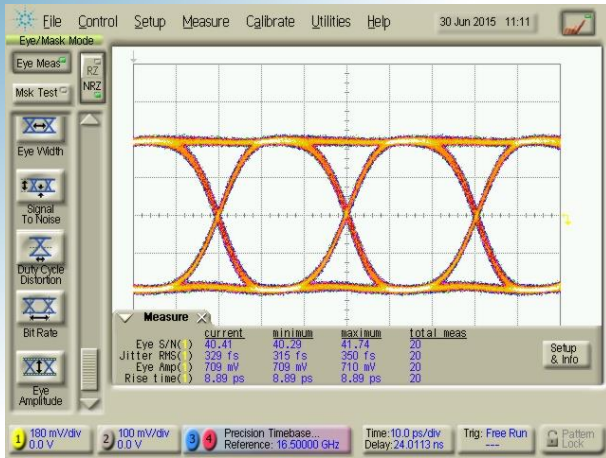 File Control Setup Measure Calibrate Utilities Help 30 Jun 2015 11:11
Eye/Mask Mode
Eye Meas
RZ
NRZ
Msk Test
Eye Width
Signal
To Noise
Duty Cycle
Distortion
Bit Rate
Eye
Amplitude
Measure
current minimum maximum total meas
Eye S/N(1) 40.41 40.29 41.74 20
Jitter RMS(1) 329 fs 315 fs 350 fs 20
Eye Amp(1) 709 mV 709 mV 710 mV 20
Rise time(1) 8.89 ps 8.89 ps 8.89 ps 20
Setup
& Info
1 180 mV/div
0.0 V
2 100 mV/div
0.0 V
3 4 Precision Timebase...
Reference: 16.50000 GHz
Time:10.0 ps/div
Delay:24.0113 ns
Trig: Free Run
---
Pattern
Lock